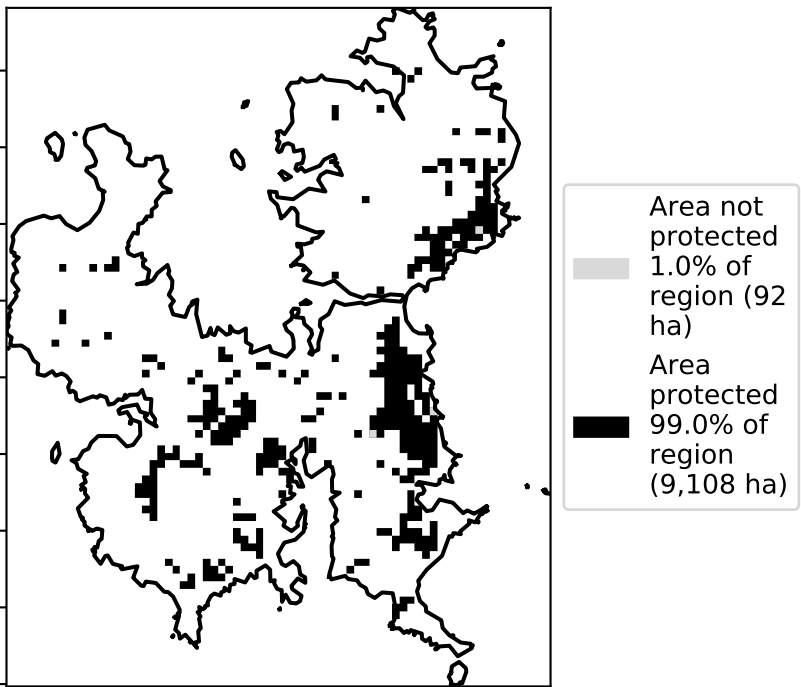 Area not
protected
1.0% of
region (92
ha)
Area
protected
99.0% of
region
(9,108 ha)